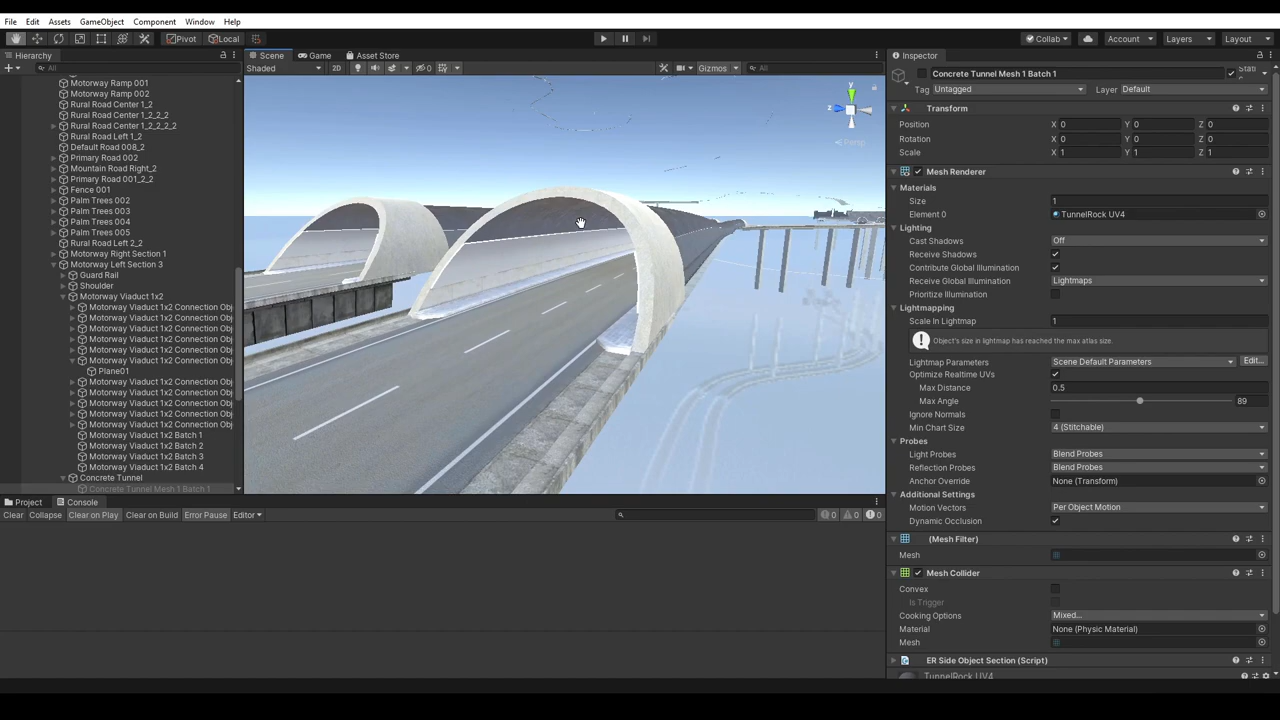 File Edit Assets GameObject Component Window Help
Pivot Local Collab Account Layers Layout
Hierarchy
All
Motorway Ramp 001
Motorway Ramp 002
Rural Road Center 1_2
Rural Road Center 1_2_2_2
Rural Road Center 1_2_2_2_2
Rural Road Left 1_2
Default Road 008_2
Primary Road 002
Mountain Road Right_2
Primary Road 001_2_2
Fence 001
Palm Trees 002
Palm Trees 003
Palm Trees 004
Palm Trees 005
Rural Road Left 2_2
Motorway Right Section 1
Motorway Left Section 3
Guard Rail
Shoulder
Motorway Viaduct 1x2
Motorway Viaduct 1x2 Connection Obj
Motorway Viaduct 1x2 Connection Obj
Motorway Viaduct 1x2 Connection Obj
Motorway Viaduct 1x2 Connection Obj
Motorway Viaduct 1x2 Connection Obj
Motorway Viaduct 1x2 Connection Obj
Plane01
Motorway Viaduct 1x2 Connection Obj
Motorway Viaduct 1x2 Connection Obj
Motorway Viaduct 1x2 Connection Obj
Motorway Viaduct 1x2 Connection Obj
Motorway Viaduct 1x2 Connection Obj
Motorway Viaduct 1x2 Batch 1
Motorway Viaduct 1x2 Batch 2
Motorway Viaduct 1x2 Batch 3
Motorway Viaduct 1x2 Batch 4
Concrete Tunnel
Concrete Tunnel Mesh 1 Batch 1
Scene Game Asset Store
Shaded 2D 0 Gizmos All
y
z
Persp
Project Console
Clear Collapse Clear on Play Clear on Build Error Pause Editor 0 0 0
Inspector
Concrete Tunnel Mesh 1 Batch 1 Stati
Tag Untagged Layer Default
Transform
Position X 0 Y 0 Z 0
Rotation X 0 Y 0 Z 0
Scale X 1 Y 1 Z 1
Mesh Renderer
Materials
Size 1
Element 0 TunnelRock UV4
Lighting
Cast Shadows Off
Receive Shadows
Contribute Global Illumination
Receive Global Illumination Lightmaps
Prioritize Illumination
Lightmapping
Scale In Lightmap 1
Object's size in lightmap has reached the max atlas size.
Lightmap Parameters Scene Default Parameters Edit...
Optimize Realtime UVs
Max Distance 0.5
Max Angle 89
Ignore Normals
Min Chart Size 4 (Stitchable)
Probes
Light Probes Blend Probes
Reflection Probes Blend Probes
Anchor Override None (Transform)
Additional Settings
Motion Vectors Per Object Motion
Dynamic Occlusion
(Mesh Filter)
Mesh
Mesh Collider
Convex
Is Trigger
Cooking Options Mixed...
Material None (Physic Material)
Mesh
ER Side Object Section (Script)
TunnelRock UV4